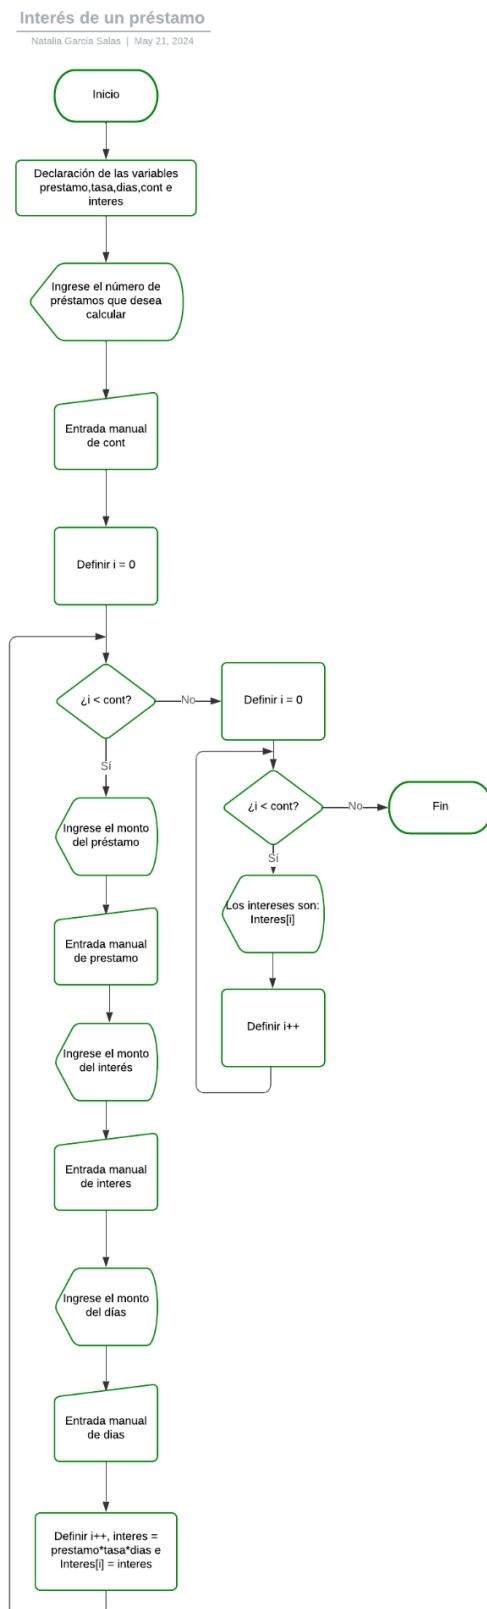 Interés de un préstamo
Natalia Garcia Salas | May 21, 2024
Inicio
Declaración de las variables
prestamo,tasa,dias,cont e
interes
Ingrese el número de
préstamos que desea
calcular
Entrada manual
de cont
Definir i = 0
¿i < cont?
No
Sí
Ingrese el monto
del préstamo
Entrada manual
de prestamo
Ingrese el monto
del interés
Entrada manual
de interes
Ingrese el monto
del días
Entrada manual
de dias
Definir i++, interes =
prestamo*tasa*dias e
Interes[i] = interes
Definir i = 0
¿i < cont?
No
Fin
Sí
Los intereses son:
Interes[i]
Definir i++